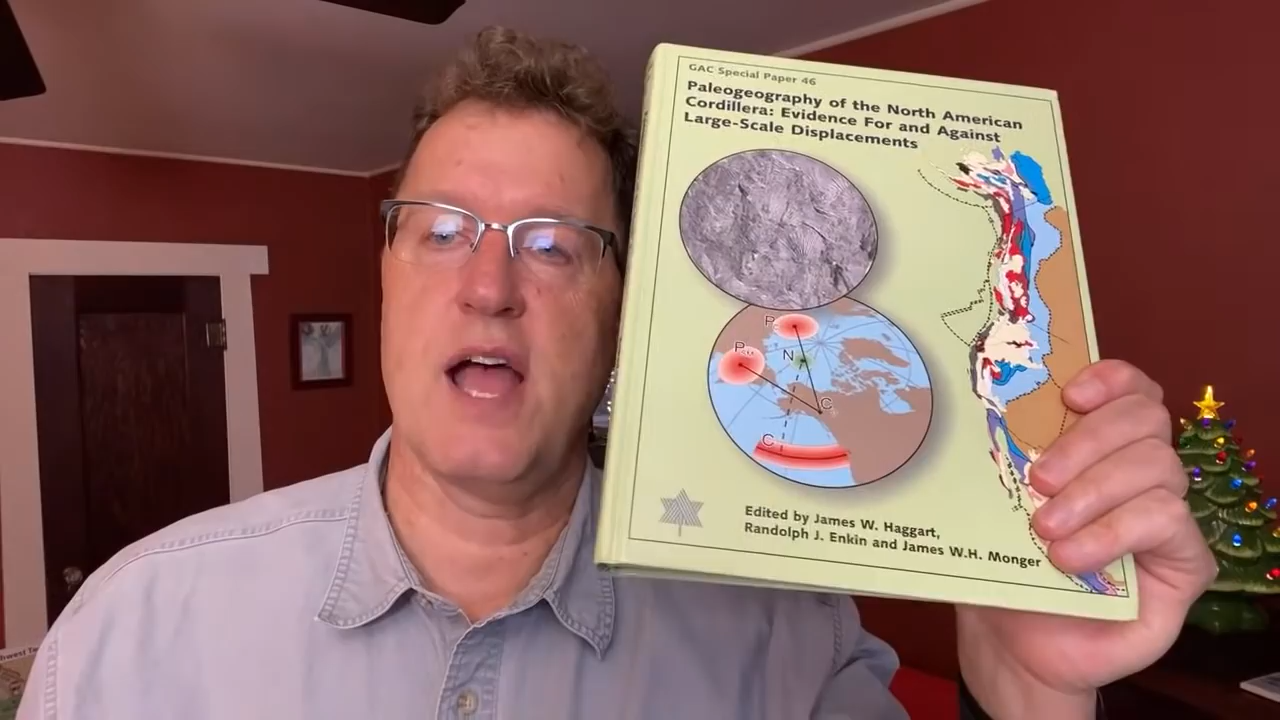 GAC Special Paper 46
Paleogeography of the North American
Cordillera: Evidence For and Against
Large-Scale Displacements
P
P
N
C
C
Edited by James W. Haggart,
Randolph J. Enkin and James W.H. Monger